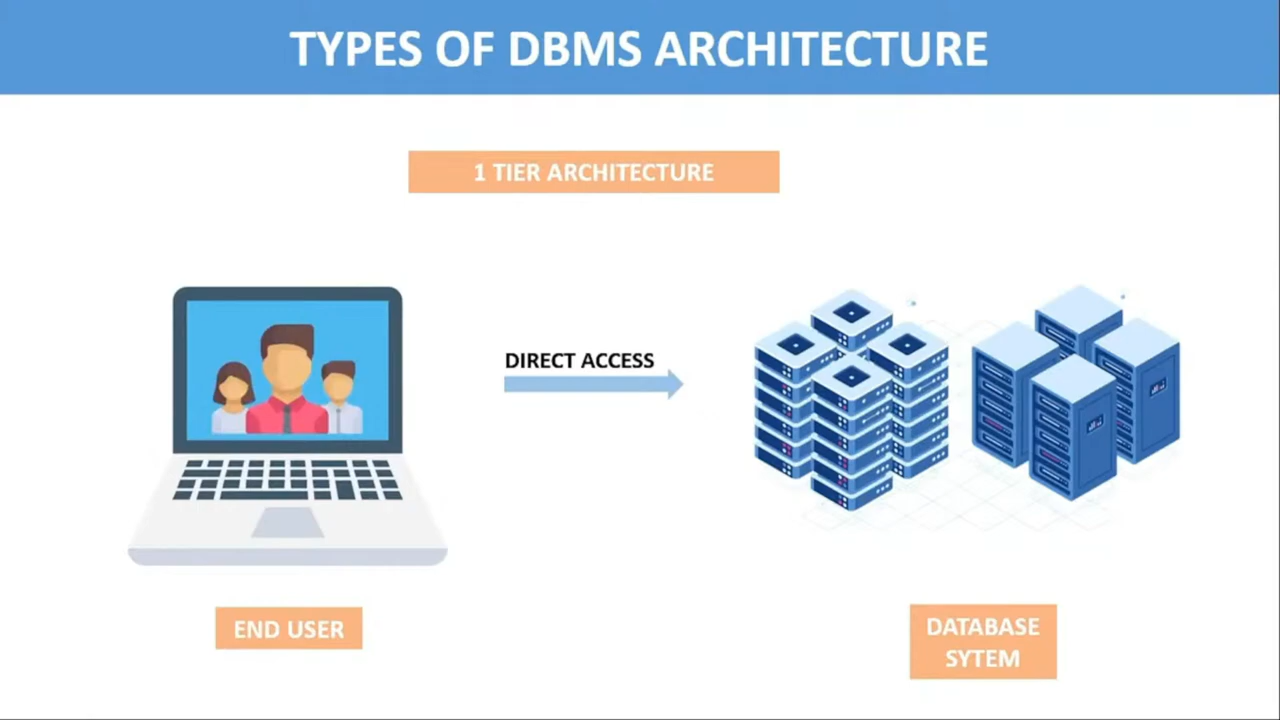 TYPES OF DBMS ARCHITECTURE
1 TIER ARCHITECTURE
DIRECT ACCESS
END USER
DATABASE
SYTEM